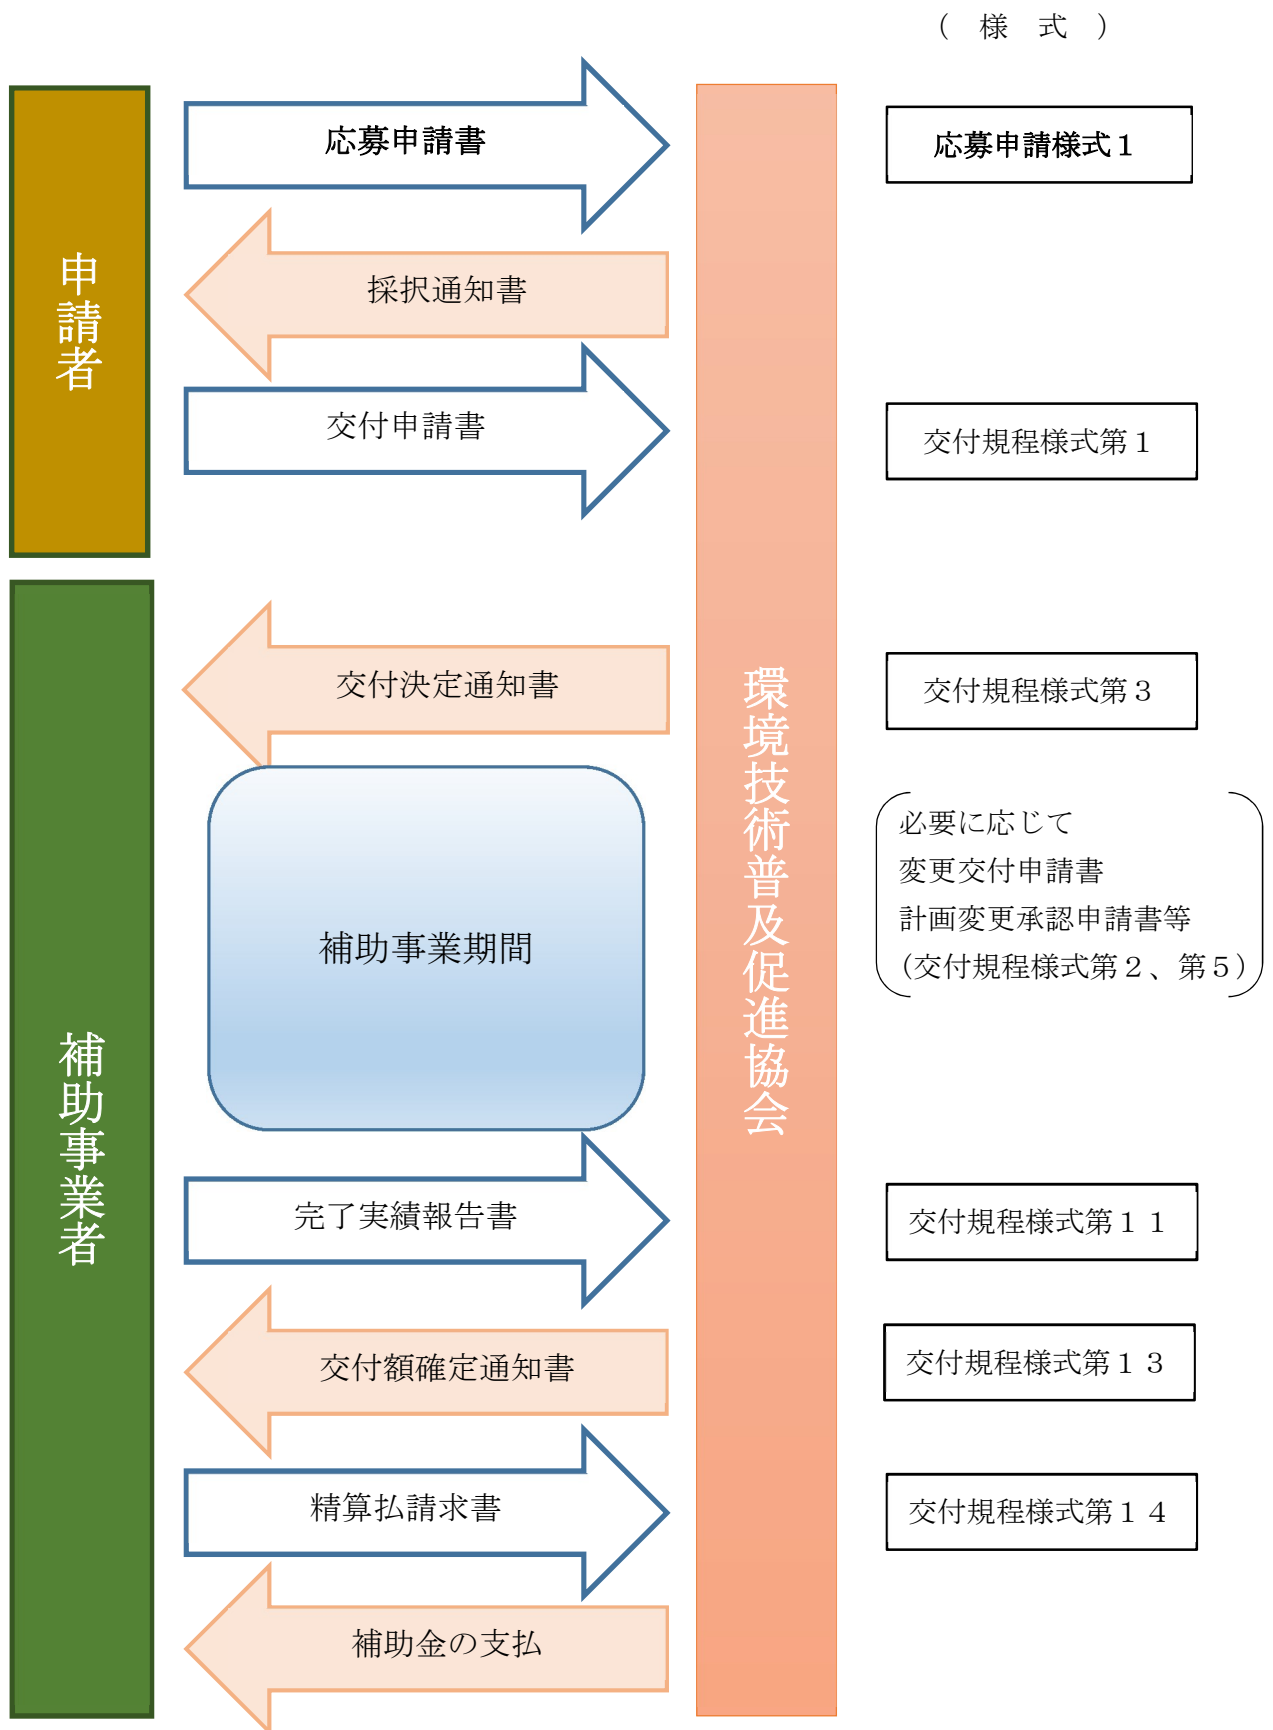 （　様　式　）
応募申請書
応募申請様式１
申請者
採択通知書
交付申請書
交付規程様式第１
交付決定通知書
交付規程様式第３
環境技術普及促進協会
補助事業期間
必要に応じて
変更交付申請書
計画変更承認申請書等
（交付規程様式第２、第５）
補助事業者
完了実績報告書
交付規程様式第１１
交付額確定通知書
交付規程様式第１３
精算払請求書
交付規程様式第１４
補助金の支払